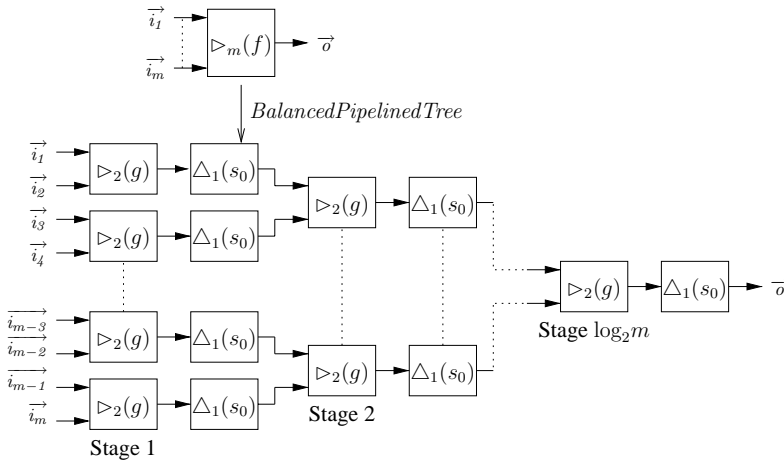 i₁→ 
▷ₘ(f)
o→
iₘ→
BalancedPipelinedTree
i₁→
▷₂(g) △₁(s₀)
i₂→
▷₂(g) △₁(s₀)
i₃→
▷₂(g) △₁(s₀)
i₄→
▷₂(g) △₁(s₀) o→
Stage log₂m
iₘ₋₃→
▷₂(g) △₁(s₀)
iₘ₋₂→
▷₂(g) △₁(s₀)
iₘ₋₁→
▷₂(g) △₁(s₀)
iₘ→
Stage 2
Stage 1